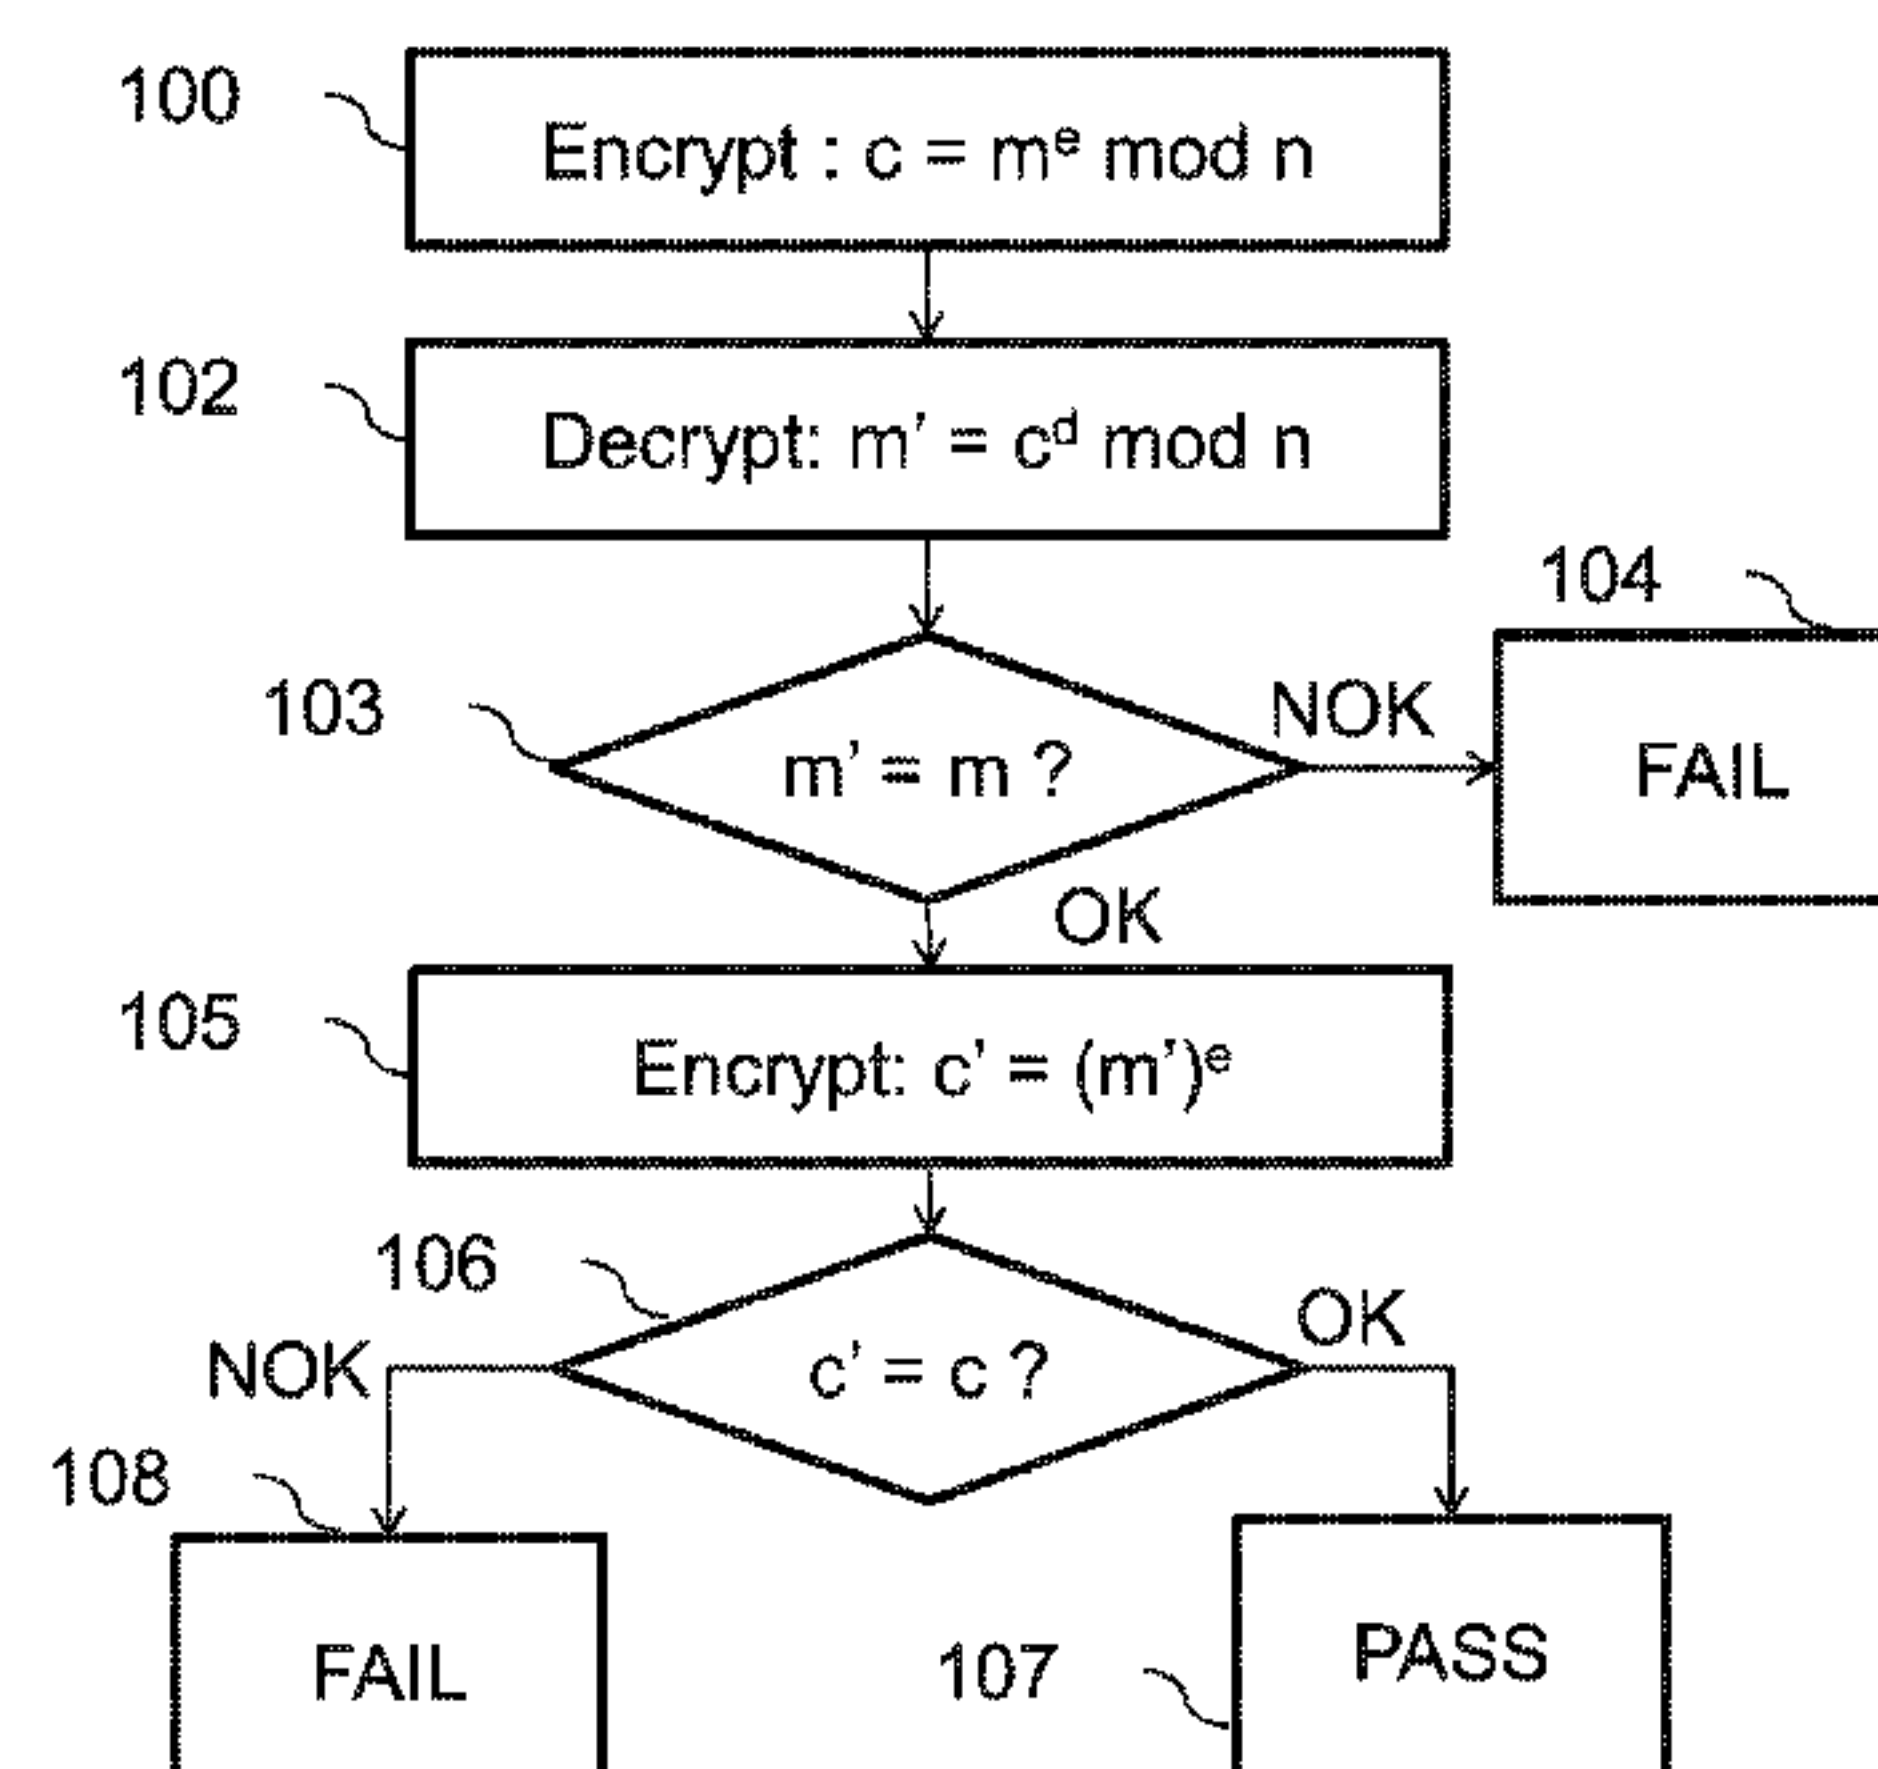 100
Encrypt : c = mᵉ mod n
102
Decrypt: m’ = cᵈ mod n
104
103
m’ = m ?
NOK
FAIL
OK
105
Encrypt: c’ = (m’)ᵉ
106
c’ = c ?
NOK
OK
108
FAIL
107
PASS